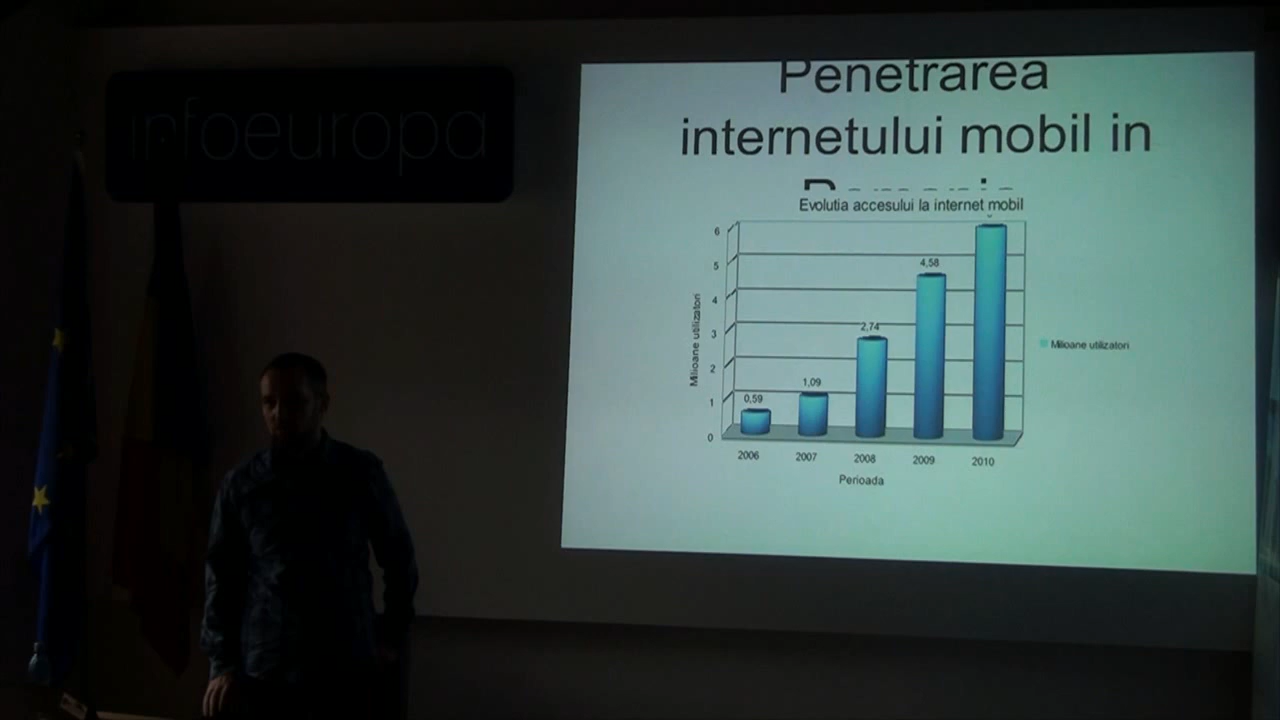 infoeuropa
Penetrarea
internetului mobil in
Evolutia accesului la internet mobil
6
5
4
3
2
1
0
Milioane utilizatori
0,59
1,09
2,74
4,58
2006
2007
2008
2009
2010
Perioada
Milioane utilizatori